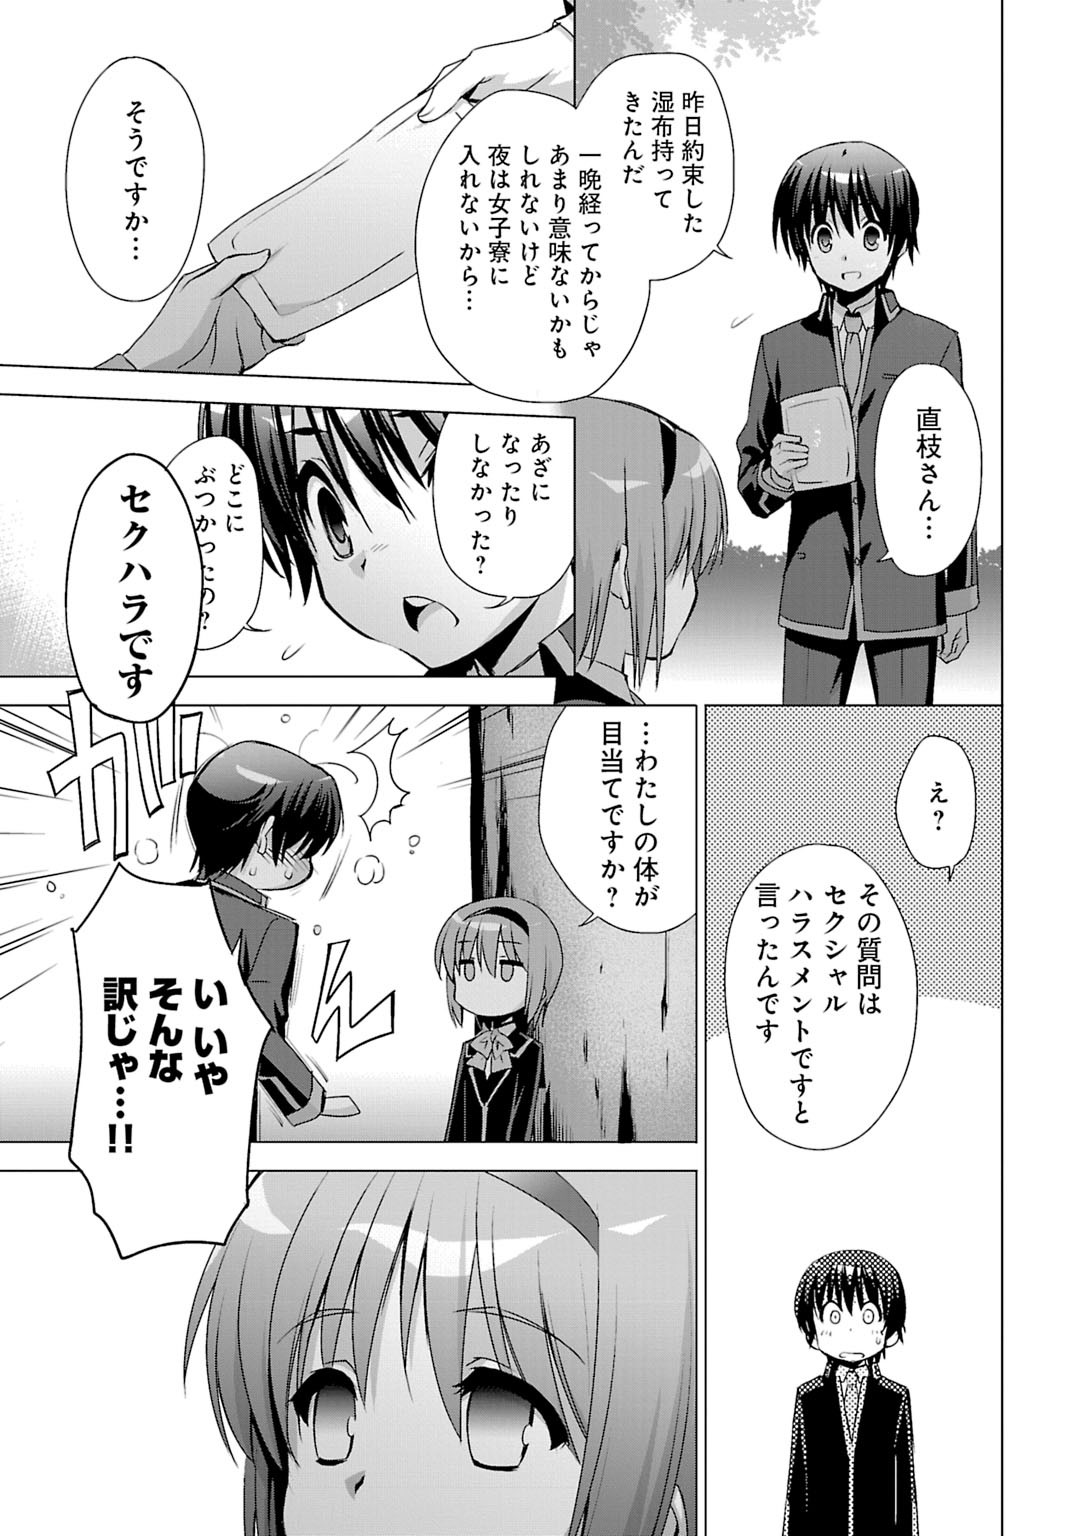 直枝さん…
昨日約束した
湿布持って
きたんだ
一晩経ってからじゃ
あまり意味ないかも
しれないけど
夜は女子寮に
入れないから…
そうですか…
あざに
なったり
しなかった?
どこに
ぶつかったの?
セクハラです
え?
その質問は
セクシャル
ハラスメントですと
言ったんです
…わたしの体が
目当てですか?
ガガーン
いいや
そんな
訳じゃ…!!